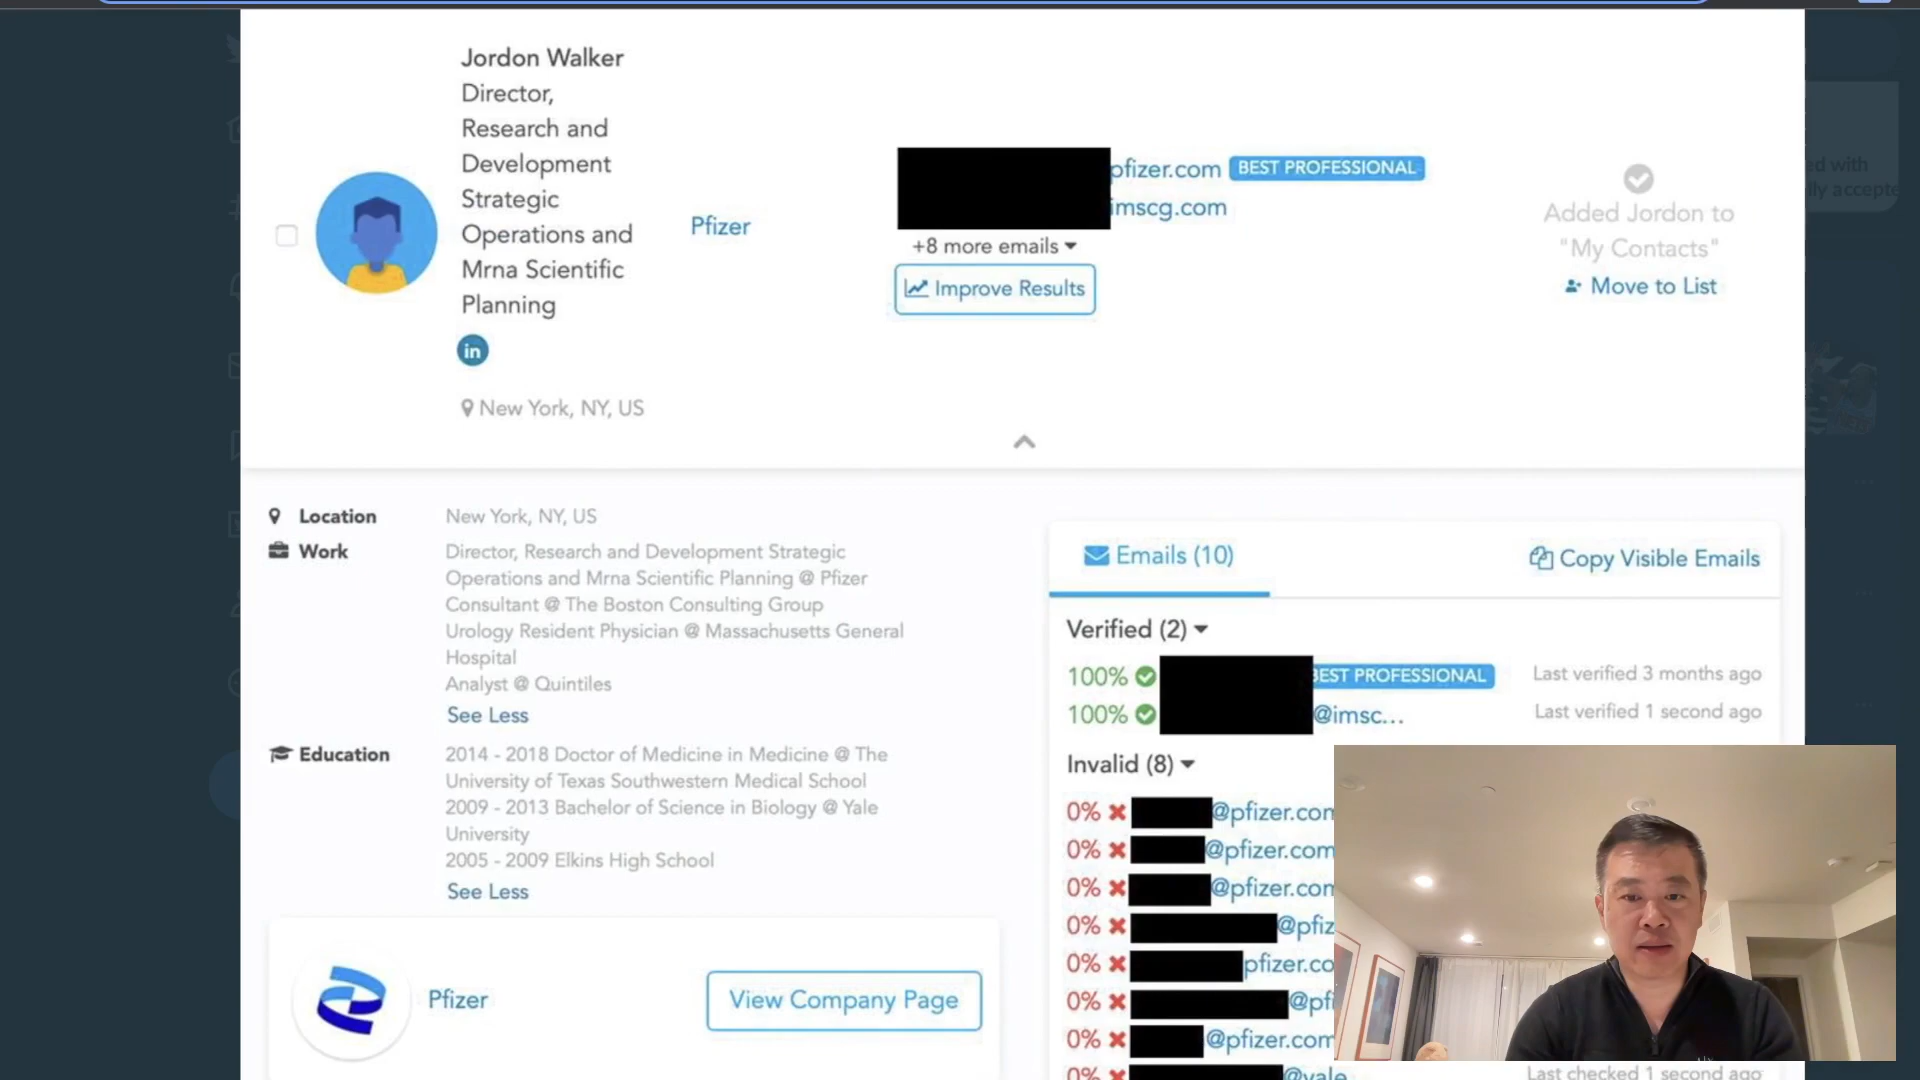 Jordon Walker
Director,
Research and
Development
Strategic
Operations and
Mrna Scientific
Planning
in
New York, NY, US
Pfizer
pfizer.com BEST PROFESSIONAL
imscg.com
+8 more emails
Improve Results
Added Jordon to
"My Contacts"
Move to List
ed with
lly accepte
Location New York, NY, US
Work Director, Research and Development Strategic
Operations and Mrna Scientific Planning @ Pfizer
Consultant @ The Boston Consulting Group
Urology Resident Physician @ Massachusetts General
Hospital
Analyst @ Quintiles
See Less
Education 2014 - 2018 Doctor of Medicine in Medicine @ The
University of Texas Southwestern Medical School
2009 - 2013 Bachelor of Science in Biology @ Yale
University
2005 - 2009 Elkins High School
See Less
Pfizer
View Company Page
Emails (10)
Copy Visible Emails
Verified (2)
100% BEST PROFESSIONAL Last verified 3 months ago
100% @imsc... Last verified 1 second ago
Invalid (8)
0% @pfizer.com
0% @pfizer.com
0% @pfizer.com
0% @pfiz
0% pfizer.co
0% @pfi
0% @pfizer.com
0% @yale
Last checked 1 second ago